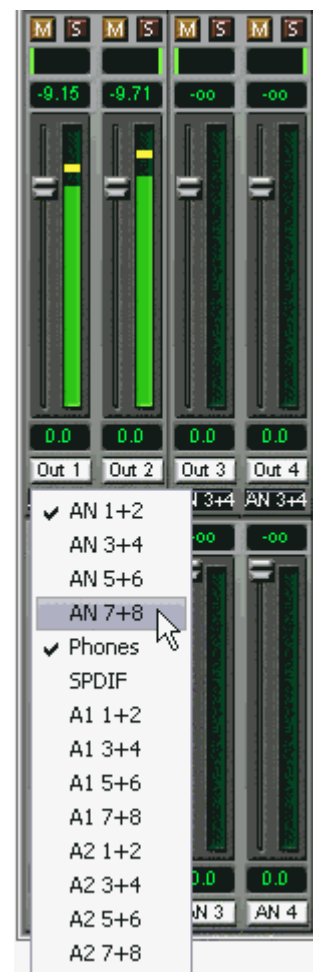 M S M S M S M S
-9.15 -9.71 -oo -oo
0.0 0.0 0.0 0.0
Out 1 Out 2 Out 3 Out 4
3+4 AN 3+4
-oo -oo
AN 1+2
AN 3+4
AN 5+6
AN 7+8
Phones
SPDIF
A1 1+2
A1 3+4
A1 5+6
A1 7+8
A2 1+2
A2 3+4
A2 5+6
A2 7+8
0.0 0.0
N 3 AN 4